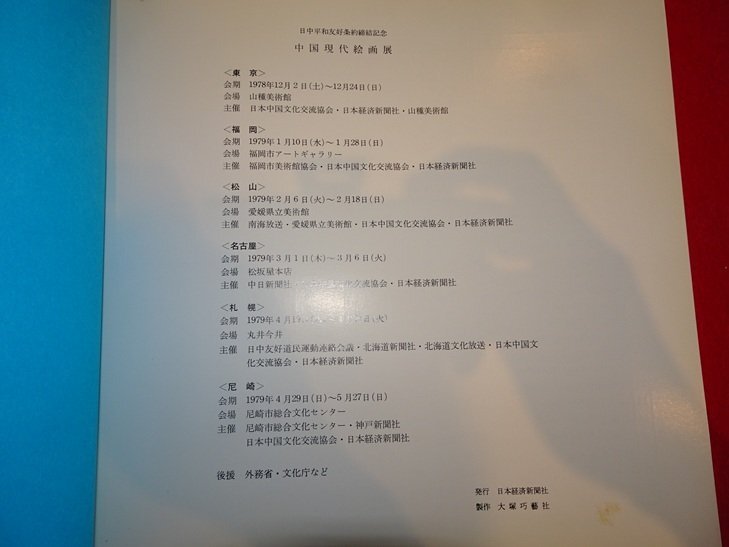 日中平和友好条約締結記念
中国現代絵画展
＜東　京＞
会期　1978年12月2日(土)～12月24日(日)
会場　山種美術館
主催　日本中国文化交流協会・日本経済新聞社・山種美術館
＜福　岡＞
会期　1979年1月10日(水)～1月28日(日)
会場　福岡市アートギャラリー
主催　福岡市美術館協会・日本中国文化交流協会・日本経済新聞社
＜松　山＞
会期　1979年2月6日(火)～2月18日(日)
会場　愛媛県立美術館
主催　南海放送・愛媛県立美術館・日本中国文化交流協会・日本経済新聞社
＜名古屋＞
会期　1979年3月1日(木)～3月6日(火)
会場　松坂屋本店
主催　中日新聞社・文化交流協会・日本経済新聞社
＜札　幌＞
会期　1979年4月 (火)
会場　丸井今井
主催　日中友好道民運動連絡会議・北海道新聞社・北海道文化放送・日本中国文
化交流協会・日本経済新聞社
＜尼　崎＞
会期　1979年4月29日(日)～5月27日(日)
会場　尼崎市総合文化センター
主催　尼崎市総合文化センター・神戸新聞社
日本中国文化交流協会・日本経済新聞社
後援　外務省・文化庁など
発行　日本経済新聞社
製作　大塚巧藝社